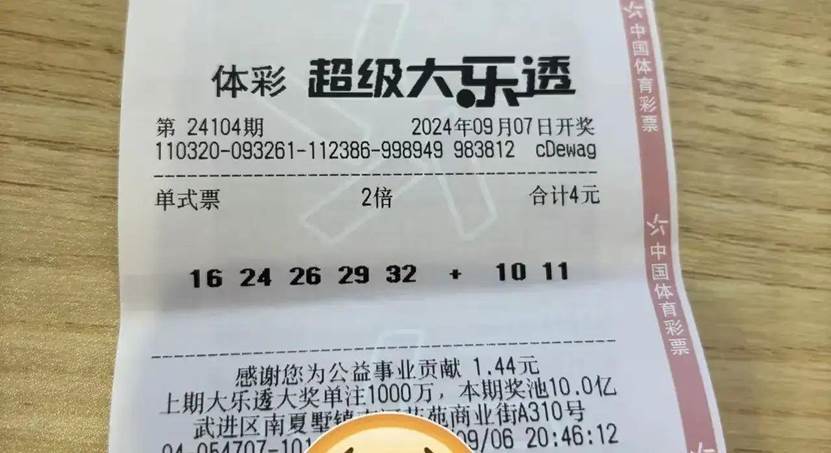 体彩 超级大乐透
第 24104期 2024年09月07日开奖
110320-093261-112386-998949 983812 cDewag
单式票 2倍 合计4元
16 24 26 29 32 + 10 11
感谢您为公益事业贡献 1.44元
上期大乐透大奖单注1000万，本期奖池10.0亿
武进区南夏墅镇 苑商业街A310号
04-054707-101 09/06 20:46:12
中国体育彩票
中国体育彩票